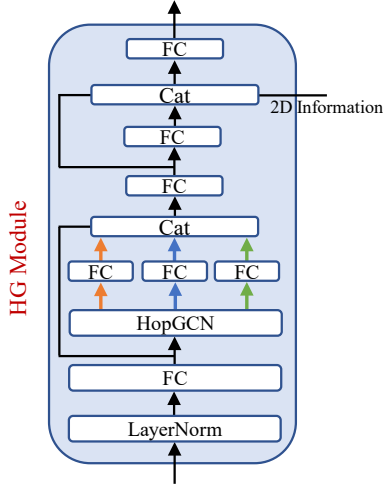 FC
Cat
2D Information
FC
FC
Cat
FC FC FC
HopGCN
FC
LayerNorm
HG Module